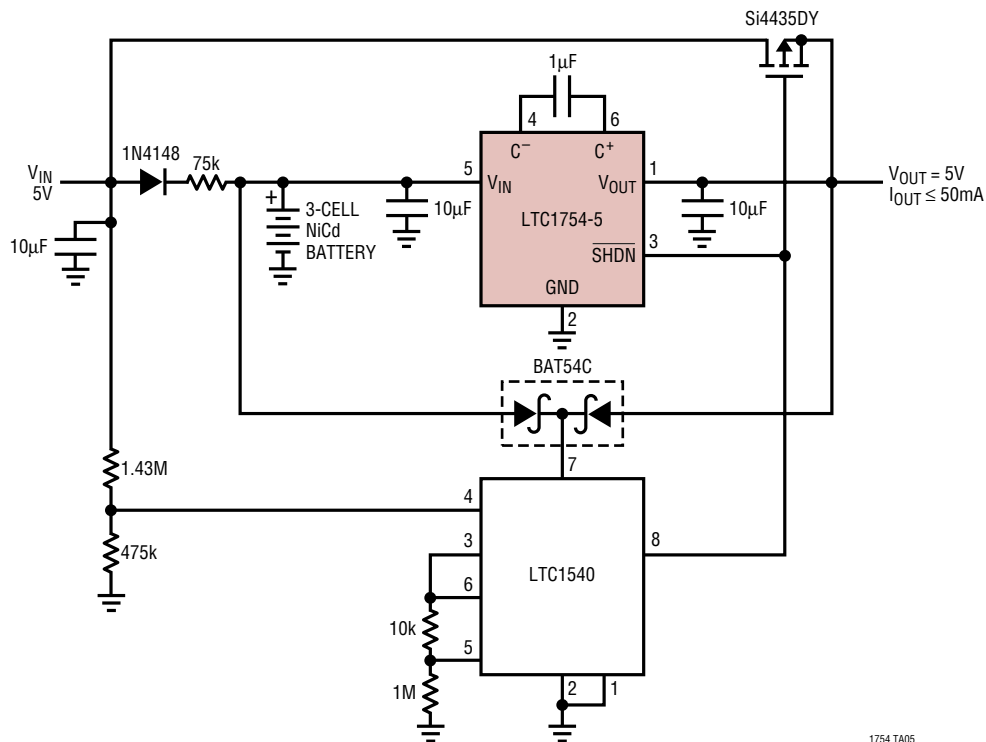 Si4435DY
1µF
4
6
1N4148
75k
5
C⁻
C⁺
1
VIN
5V
VIN
VOUT
VOUT = 5V
IOUT ≤ 50mA
LTC1754-5
+
3-CELL
NiCd
BATTERY
10µF
10µF
3
SHDN
10µF
GND
2
BAT54C
7
1.43M
4
475k
3
8
LTC1540
6
10k
5
1M
2
1
1754 TA05